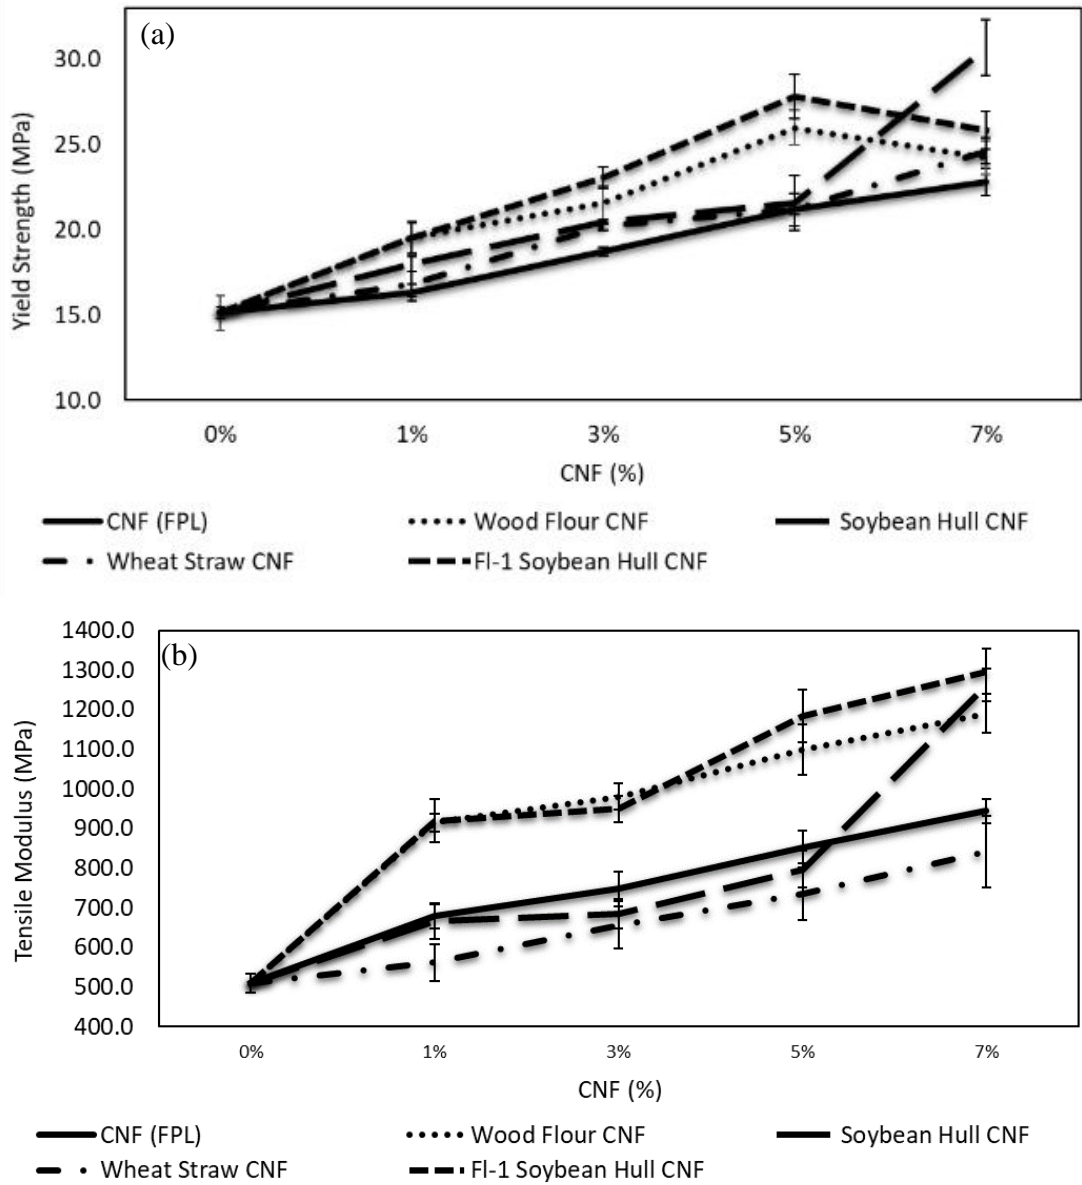 (a)
30.0
25.0
20.0
15.0
10.0
Yield Strength (MPa)
0% 1% 3% 5% 7%
CNF (%)
CNF (FPL) Wood Flour CNF Soybean Hull CNF
Wheat Straw CNF Fl-1 Soybean Hull CNF
(b)
1400.0
1300.0
1200.0
1100.0
1000.0
900.0
800.0
700.0
600.0
500.0
400.0
Tensile Modulus (MPa)
0% 1% 3% 5% 7%
CNF (%)
CNF (FPL) Wood Flour CNF Soybean Hull CNF
Wheat Straw CNF Fl-1 Soybean Hull CNF